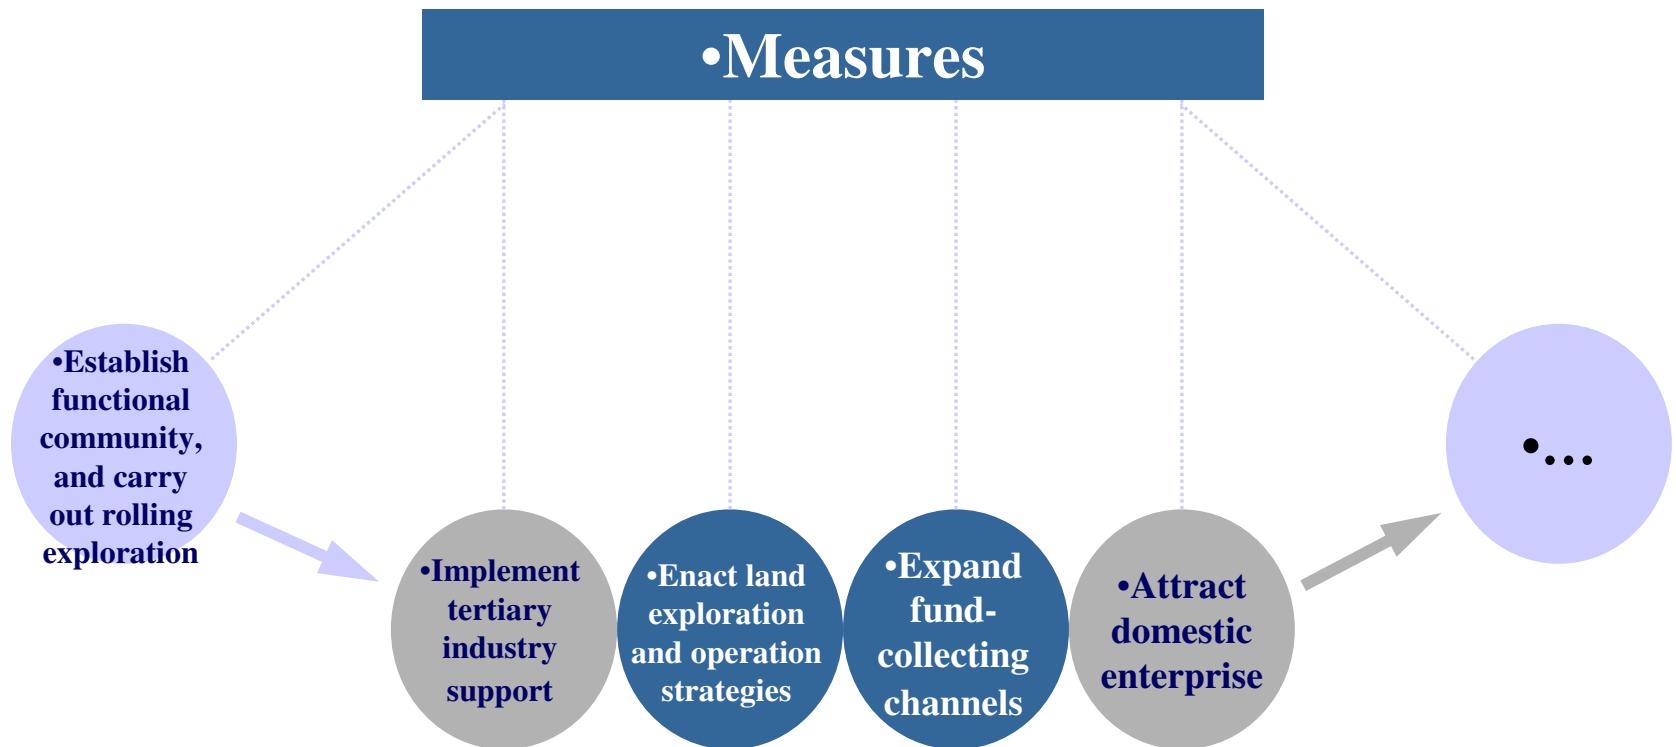 •Measures
•Establish
functional
community,
and carry
out rolling
exploration
•Implement
tertiary
industry
support
•Enact land
exploration
and operation
strategies
•Expand
fund-
collecting
channels
•Attract
domestic
enterprise
•…